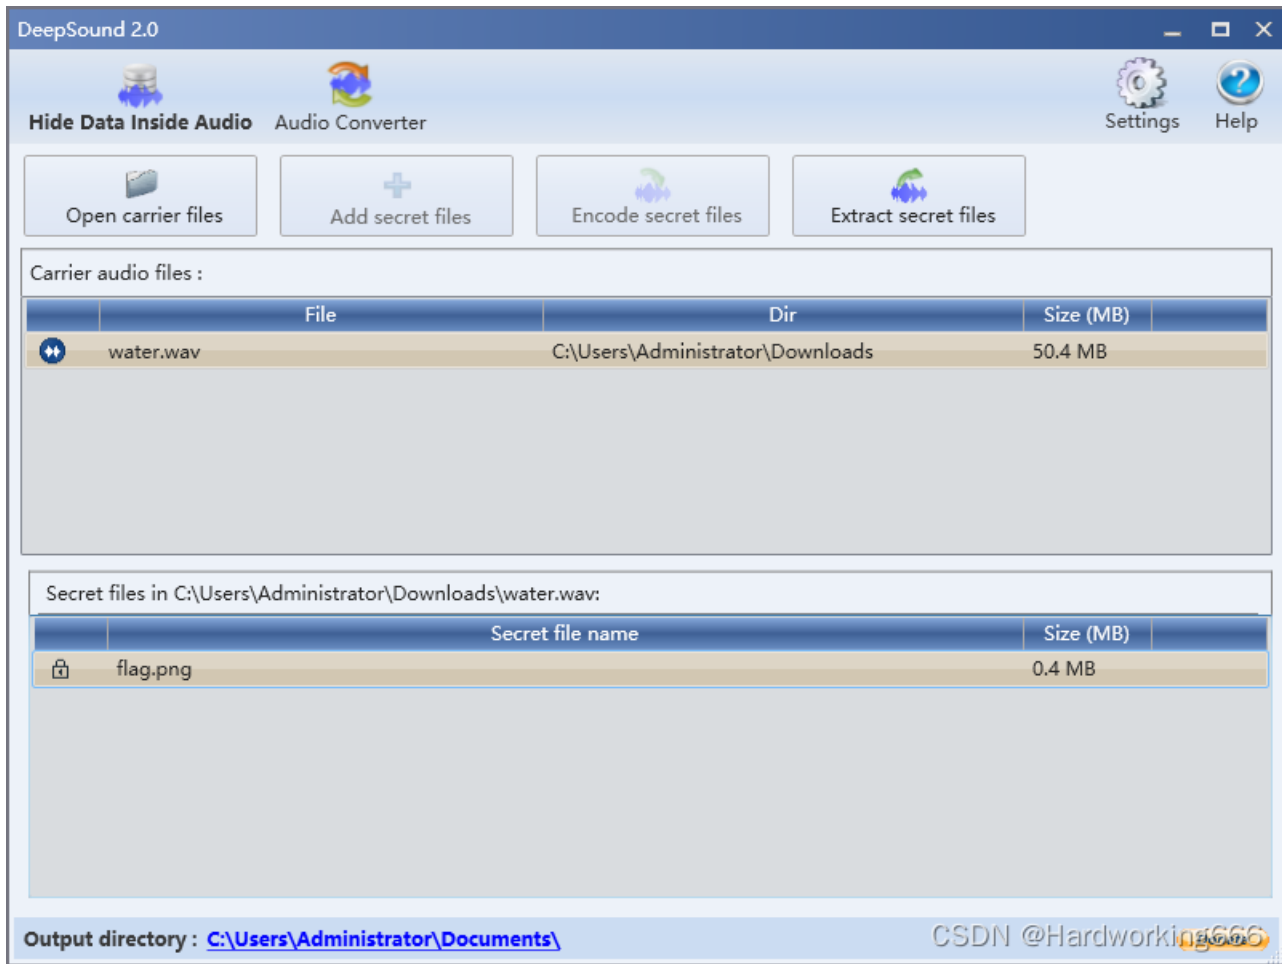 DeepSound 2.0
Hide Data Inside Audio Audio Converter Settings Help
Open carrier files Add secret files Encode secret files Extract secret files
Carrier audio files :
File Dir Size (MB)
water.wav C:\Users\Administrator\Downloads 50.4 MB
Secret files in C:\Users\Administrator\Downloads\water.wav:
Secret file name Size (MB)
flag.png 0.4 MB
Output directory : C:\Users\Administrator\Documents\ CSDN @Hardworking666